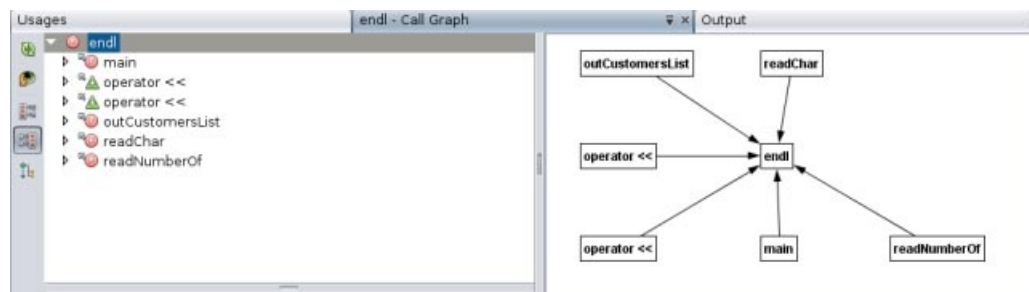 Usages
endl - Call Graph
Output
endl
main
operator <<
operator <<
outCustomersList
readChar
readNumberOf
outCustomersList
readChar
operator <<
endl
operator <<
main
readNumberOf